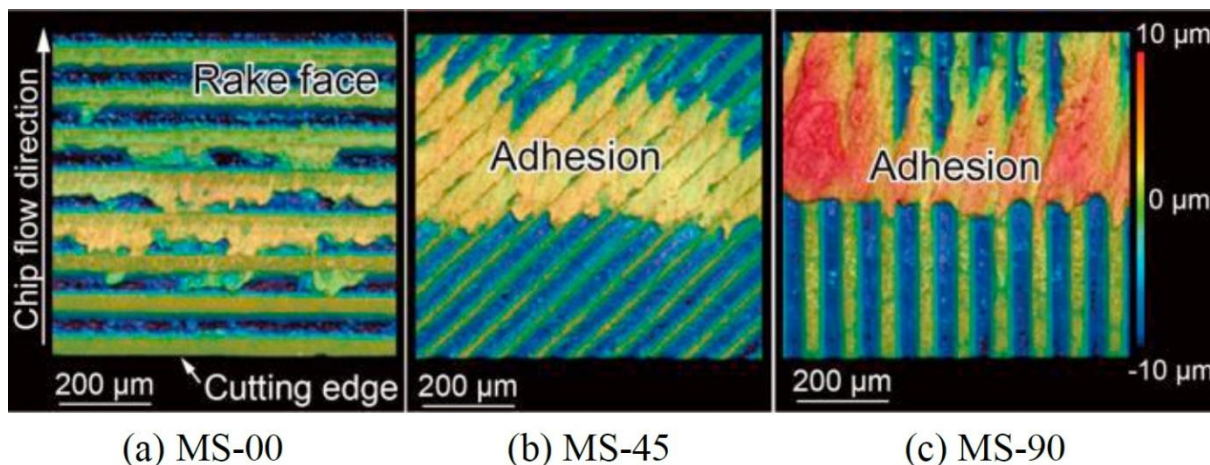 Chip flow direction
Rake face
200 μm
Cutting edge
Adhesion
200 μm
Adhesion
200 μm
10 μm
0 μm
-10 μm
(a) MS-00
(b) MS-45
(c) MS-90